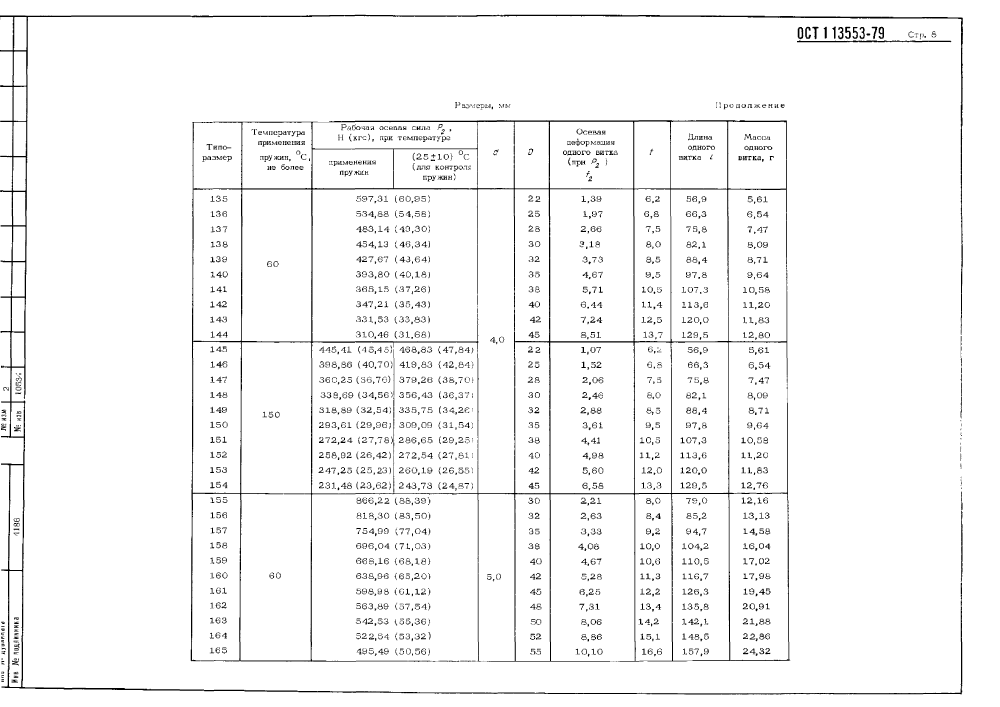 ОСТ 1 13553-79 Стр. 8
Размеры, мм Продолжение
Типо-размер | Температура применения пружин, °С, не более | Рабочая осевая сила P2, Н (кгс), при температуре | d | D | Осевая деформация одного витка (при P2) f2 | t | Длина одного витка l | Масса одного витка, г
применения пружин | (25±10) °С (для контроля пружин)
135 597,31 (60,95) 22 1,39 6,2 56,9 5,61
136 534,88 (54,58) 25 1,97 6,8 66,3 6,54
137 483,14 (49,30) 28 2,66 7,5 75,8 7,47
138 454,13 (46,34) 30 3,18 8,0 82,1 8,09
139 427,67 (43,64) 32 3,73 8,5 88,4 8,71
60
140 393,80 (40,18) 35 4,67 9,5 97,8 9,64
141 365,15 (37,26) 38 5,71 10,5 107,3 10,58
142 347,21 (35,43) 40 6,44 11,4 113,6 11,20
143 331,53 (33,83) 42 7,24 12,5 120,0 11,83
144 310,46 (31,68) 45 8,51 13,7 129,5 12,80
4,0
145 445,41 (45,45) 468,83 (47,84) 22 1,07 6,2 56,9 5,61
146 398,86 (40,70) 419,83 (42,84) 25 1,52 6,8 66,3 6,54
147 360,25 (36,76) 379,26 (38,70) 28 2,06 7,5 75,8 7,47
148 338,69 (34,56) 356,43 (36,37) 30 2,46 8,0 82,1 8,09
149 318,89 (32,54) 335,75 (34,26) 32 2,88 8,5 88,4 8,71
150
150 293,61 (29,96) 309,09 (31,54) 35 3,61 9,5 97,8 9,64
151 272,24 (27,78) 286,65 (29,25) 38 4,41 10,5 107,3 10,58
152 258,92 (26,42) 272,54 (27,81) 40 4,98 11,2 113,6 11,20
153 247,25 (25,23) 260,19 (26,55) 42 5,60 12,0 120,0 11,83
154 231,48 (23,62) 243,73 (24,87) 45 6,58 13,3 129,5 12,76
155 866,22 (88,39) 30 2,21 8,0 79,0 12,16
156 818,30 (83,50) 32 2,63 8,4 85,2 13,13
157 754,99 (77,04) 35 3,33 9,2 94,7 14,58
158 696,04 (71,03) 38 4,08 10,0 104,2 16,04
159 668,16 (68,18) 40 4,67 10,6 110,5 17,02
160 60 638,96 (65,20) 5,0 42 5,28 11,3 116,7 17,98
161 598,98 (61,12) 45 6,25 12,2 126,3 19,45
162 563,89 (57,54) 48 7,31 13,4 135,8 20,91
163 542,53 (55,36) 50 8,06 14,2 142,1 21,88
164 522,54 (53,32) 52 8,86 15,1 148,5 22,86
165 495,49 (50,56) 55 10,10 16,6 157,9 24,32
№ изм 2
№ изв 10634
4186
Инв. № подлинника